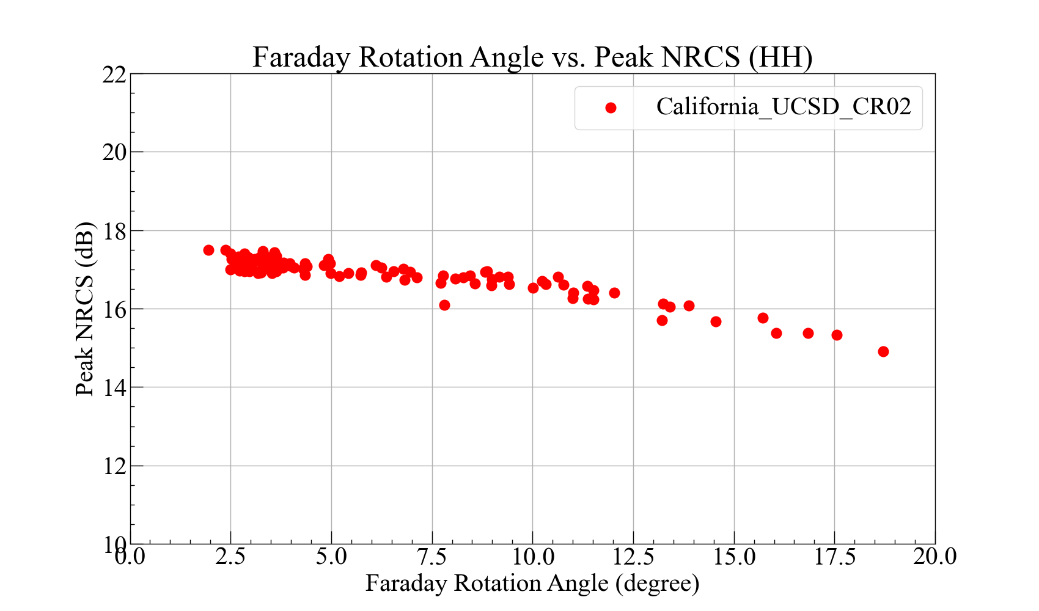 Faraday Rotation Angle vs. Peak NRCS (HH)
California_UCSD_CR02
Peak NRCS (dB)
22
20
18
16
14
12
10
0.0 2.5 5.0 7.5 10.0 12.5 15.0 17.5 20.0
Faraday Rotation Angle (degree)